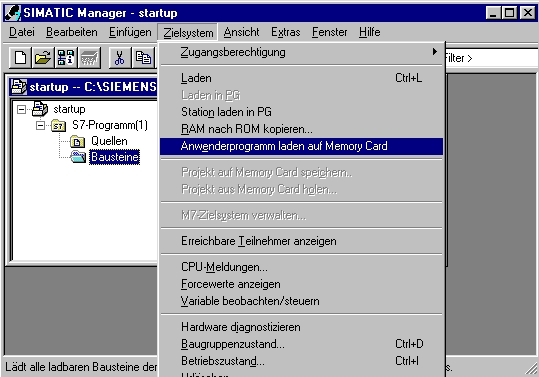 SIMATIC Manager - startup
Datei Bearbeiten Einfügen Zielsystem Ansicht Extras Fenster Hilfe
Zugangsberechtigung
Filter >
startup -- C:\SIEMENS
Laden Ctrl+L
startup
Laden in PG
S7-Programm(1)
Station laden in PG
RAM nach ROM kopieren...
Quellen
Anwenderprogramm laden auf Memory Card
Bausteine
Projekt auf Memory Card speichern..
Projekt aus Memory Card holen...
M7-Zielsystem verwalten...
Erreichbare Teilnehmer anzeigen
CPU-Meldungen...
Forcewerte anzeigen
Variable beobachten/steuern
Hardware diagnostizieren
Baugruppenzustand... Ctrl+D
Lädt alle ladbaren Bausteine der
Betriebszustand... Ctrl+I
s.